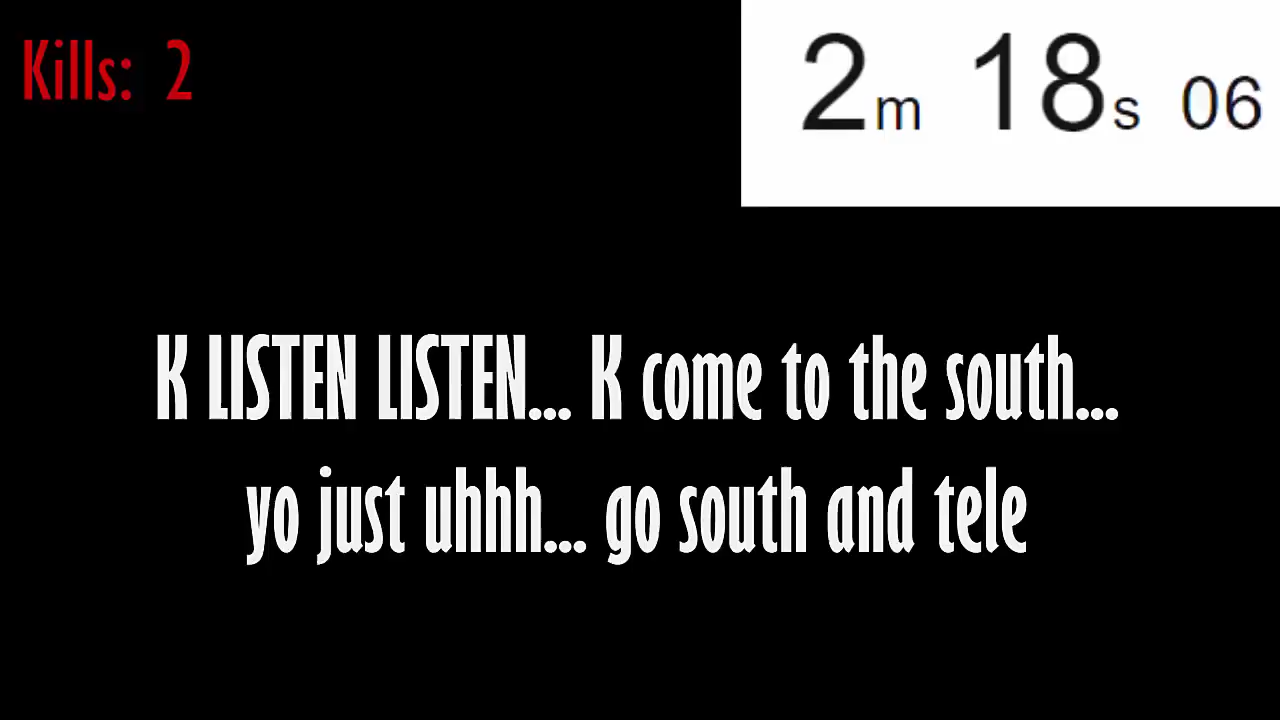 Kills: 2
2m 18s 06
K LISTEN LISTEN... K come to the south...
yo just uhhh... go south and tele